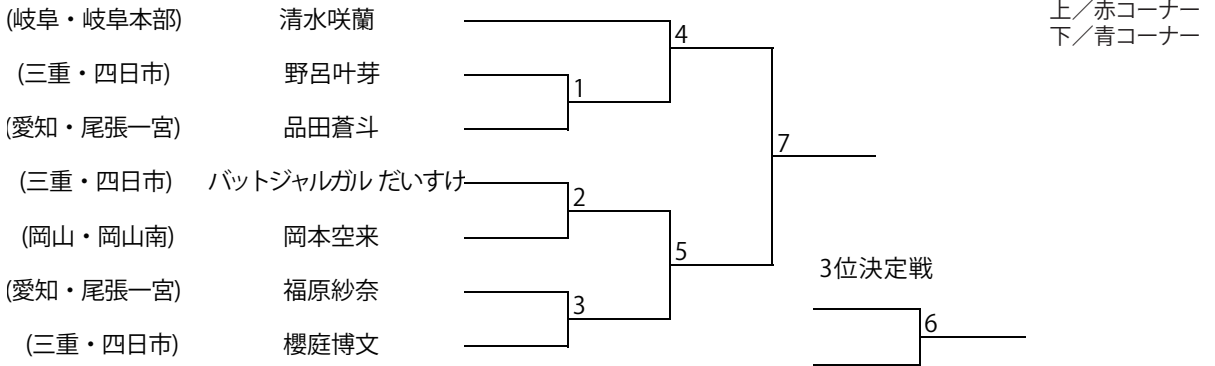 (岐阜・岐阜本部) 清水咲蘭
上／赤コーナー
下／青コーナー
4
(三重・四日市) 野呂叶芽
1
(愛知・尾張一宮) 品田蒼斗
7
(三重・四日市) バットジャルガル だいすけ
2
(岡山・岡山南) 岡本空来
5
3位決定戦
(愛知・尾張一宮) 福原紗奈
3
6
(三重・四日市) 櫻庭博文